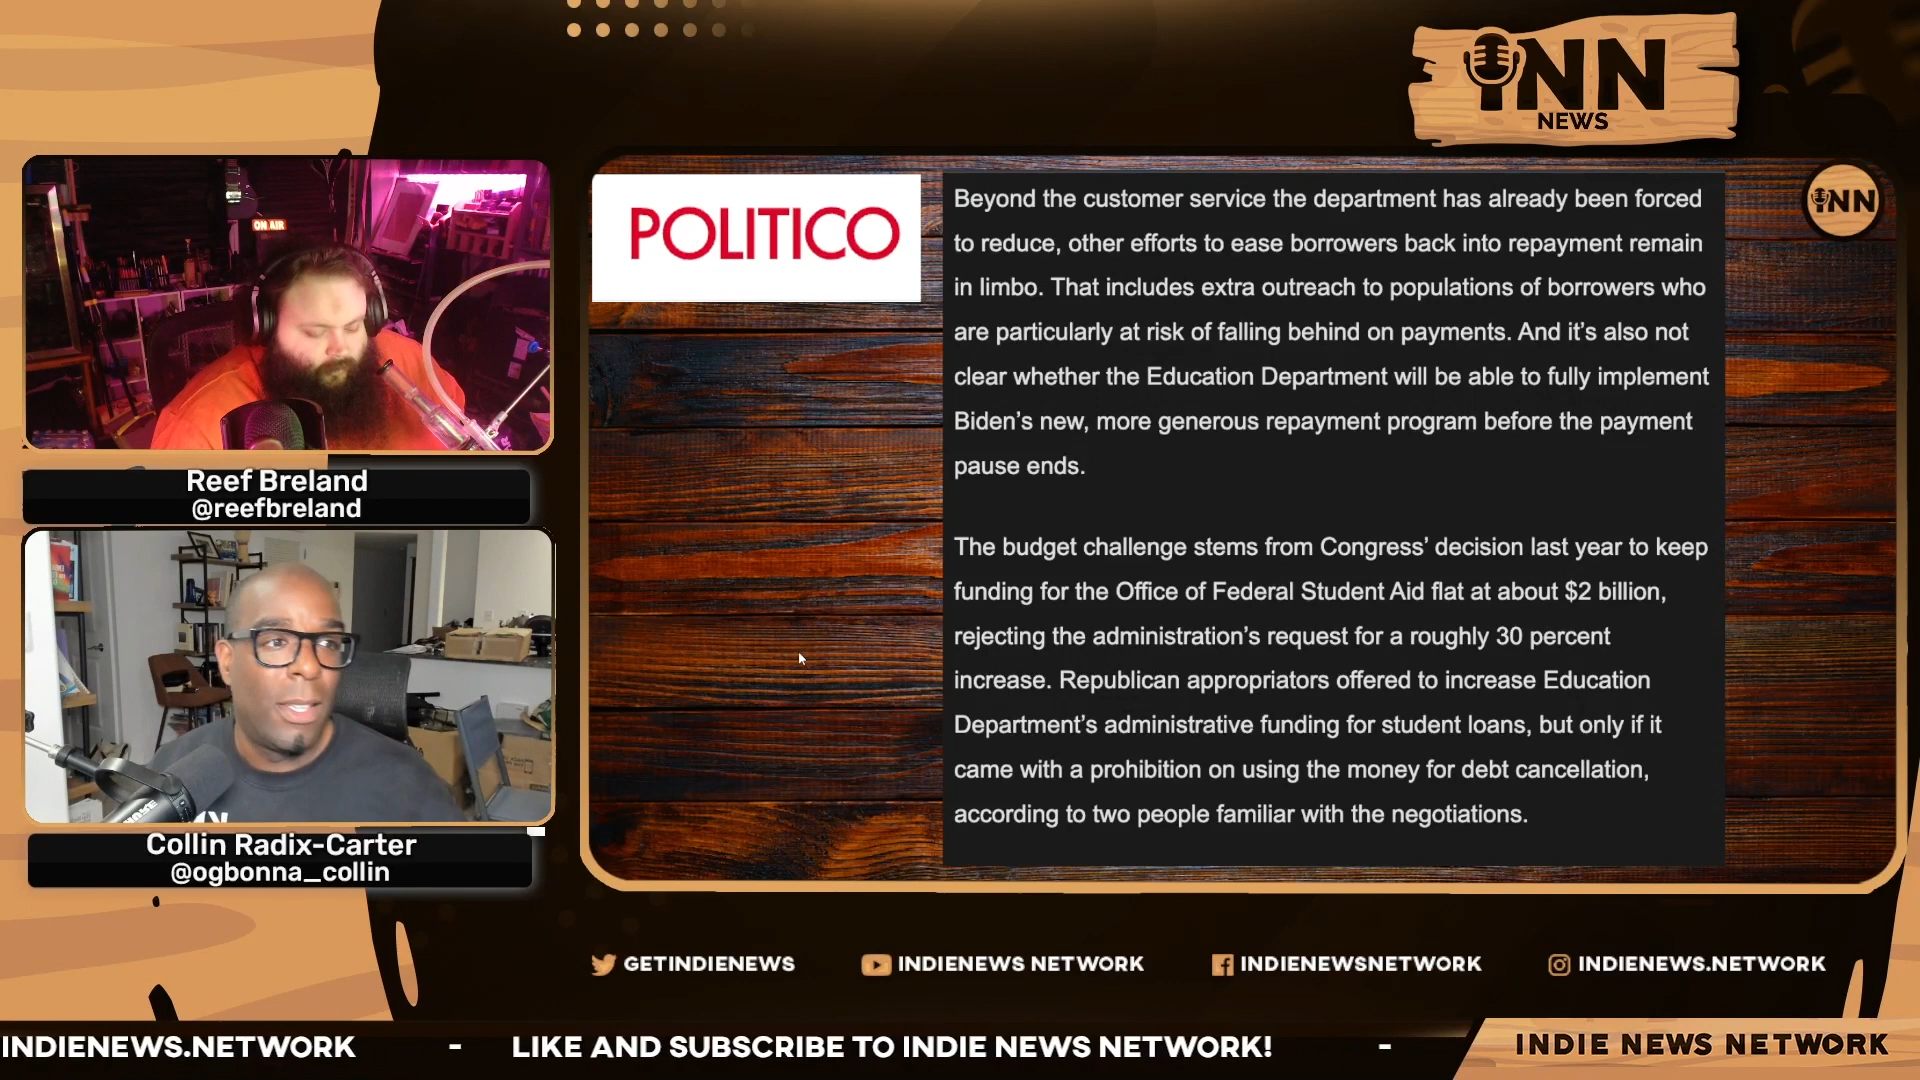 iNN
NEWS
ON AIR
Reef Breland
@reefbreland
Collin Radix-Carter
@ogbonna_collin
POLITICO
iNN
Beyond the customer service the department has already been forced
to reduce, other efforts to ease borrowers back into repayment remain
in limbo. That includes extra outreach to populations of borrowers who
are particularly at risk of falling behind on payments. And it’s also not
clear whether the Education Department will be able to fully implement
Biden’s new, more generous repayment program before the payment
pause ends.
The budget challenge stems from Congress’ decision last year to keep
funding for the Office of Federal Student Aid flat at about $2 billion,
rejecting the administration’s request for a roughly 30 percent
increase. Republican appropriators offered to increase Education
Department’s administrative funding for student loans, but only if it
came with a prohibition on using the money for debt cancellation,
according to two people familiar with the negotiations.
GETINDIENEWS
INDIENEWS NETWORK
INDIENEWSNETWORK
INDIENEWS.NETWORK
INDIENEWS.NETWORK - LIKE AND SUBSCRIBE TO INDIE NEWS NETWORK! -
INDIE NEWS NETWORK